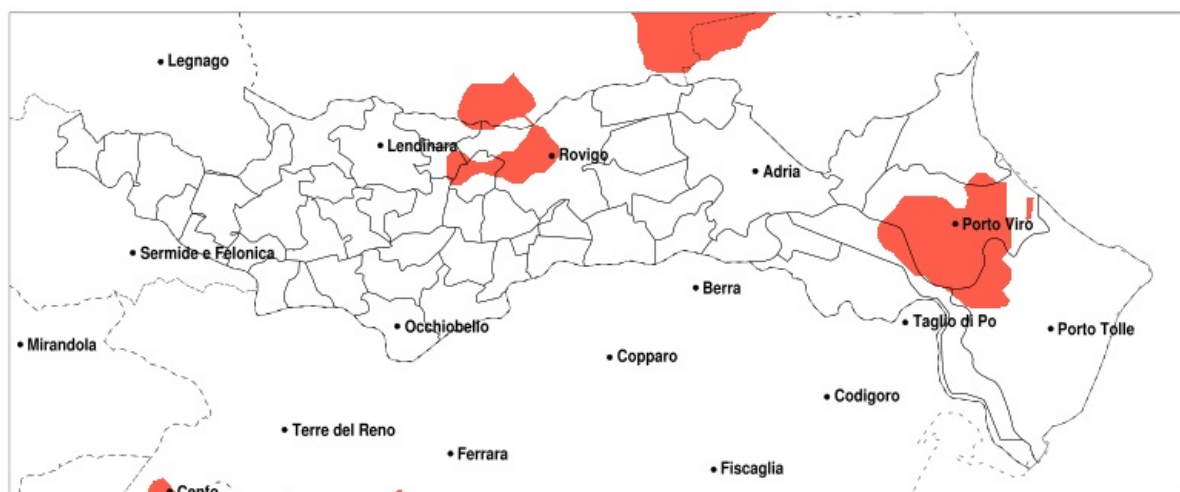 Legnago
Lendinara
Rovigo
Adria
Porto Viro
Sermide e Felonica
Berra
Occhiobello
Taglio di Po
Porto Tolle
Mirandola
Copparo
Codigoro
Terre del Reno
Ferrara
Fiscaglia
Cento